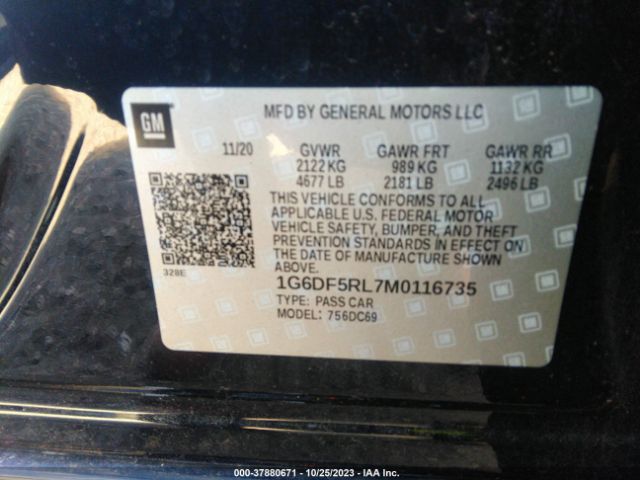 GM
MFD BY GENERAL MOTORS LLC
11/20 GVWR GAWR FRT GAWR RR
2122 KG 989 KG 1132 KG
4677 LB 2181 LB 2496 LB
THIS VEHICLE CONFORMS TO ALL
APPLICABLE U.S. FEDERAL MOTOR
VEHICLE SAFETY, BUMPER, AND THEFT
PREVENTION STANDARDS IN EFFECT ON
THE DATE OF MANUFACTURE SHOWN
ABOVE.
328E
1G6DF5RL7M0116735
TYPE: PASS CAR
MODEL: 756DC69
000-37880671 - 10/25/2023 - IAA Inc.